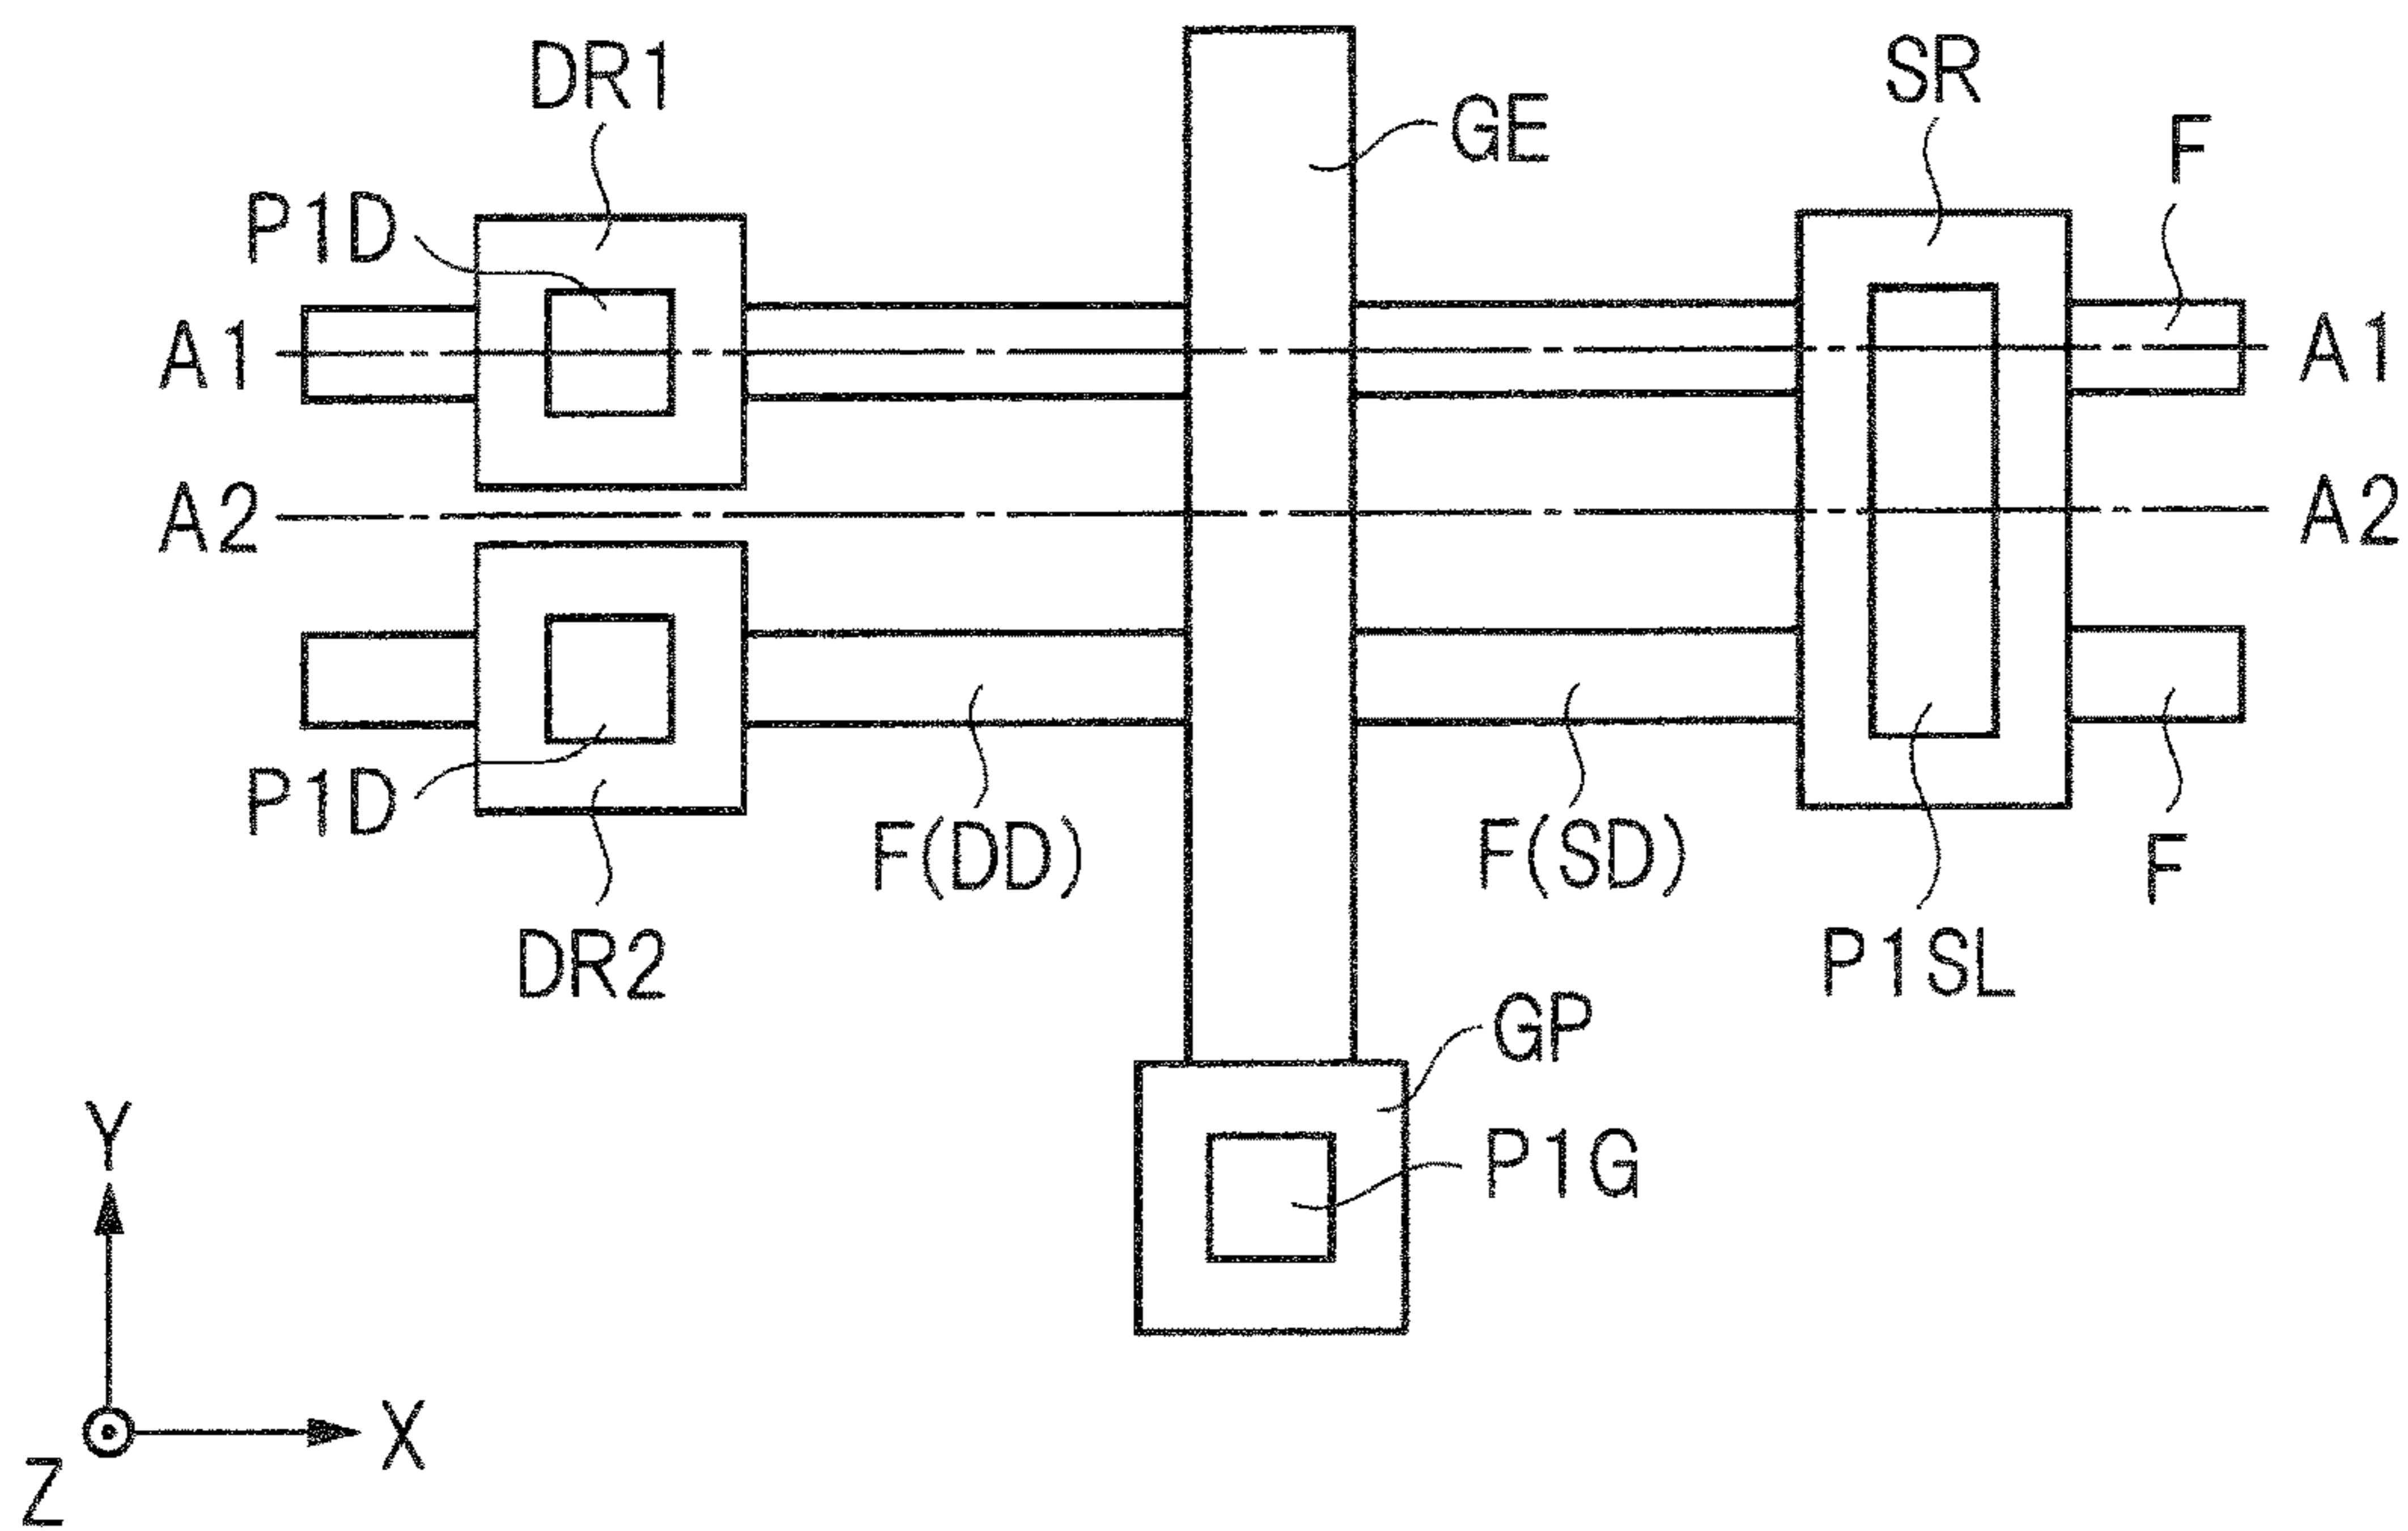 DR1
SR
GE
F
P1D
A1
A1
A2
A2
P1D
F(DD)
F(SD)
F
DR2
P1SL
GP
Y
P1G
X
Z